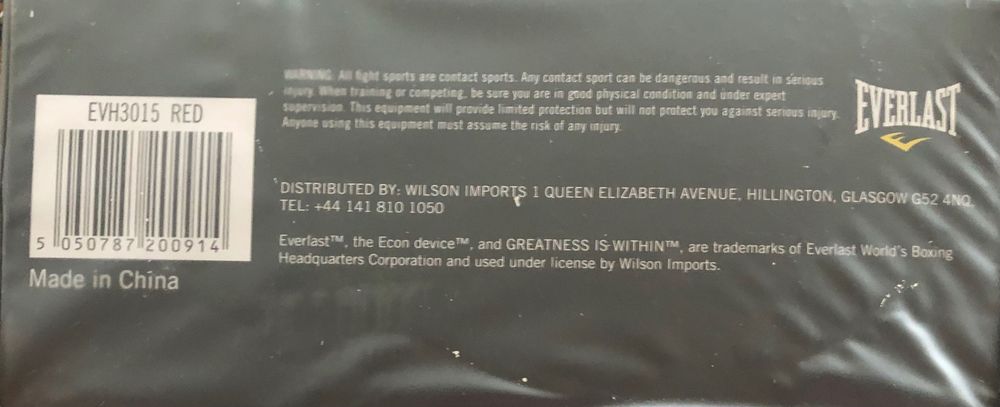 EVH3015 RED
5 050787 200914
Made in China
WARNING: All fight sports are contact sports. Any contact sport can be dangerous and result in serious
injury. When training or competing, be sure you are in good physical condition and under expert
supervision. This equipment will provide limited protection but will not protect you against serious injury.
Anyone using this equipment must assume the risk of any injury.
EVERLAST
DISTRIBUTED BY: WILSON IMPORTS 1 QUEEN ELIZABETH AVENUE, HILLINGTON, GLASGOW G52 4NQ.
TEL: +44 141 810 1050
Everlast™, the Econ device™, and GREATNESS IS WITHIN™, are trademarks of Everlast World's Boxing
Headquarters Corporation and used under license by Wilson Imports.